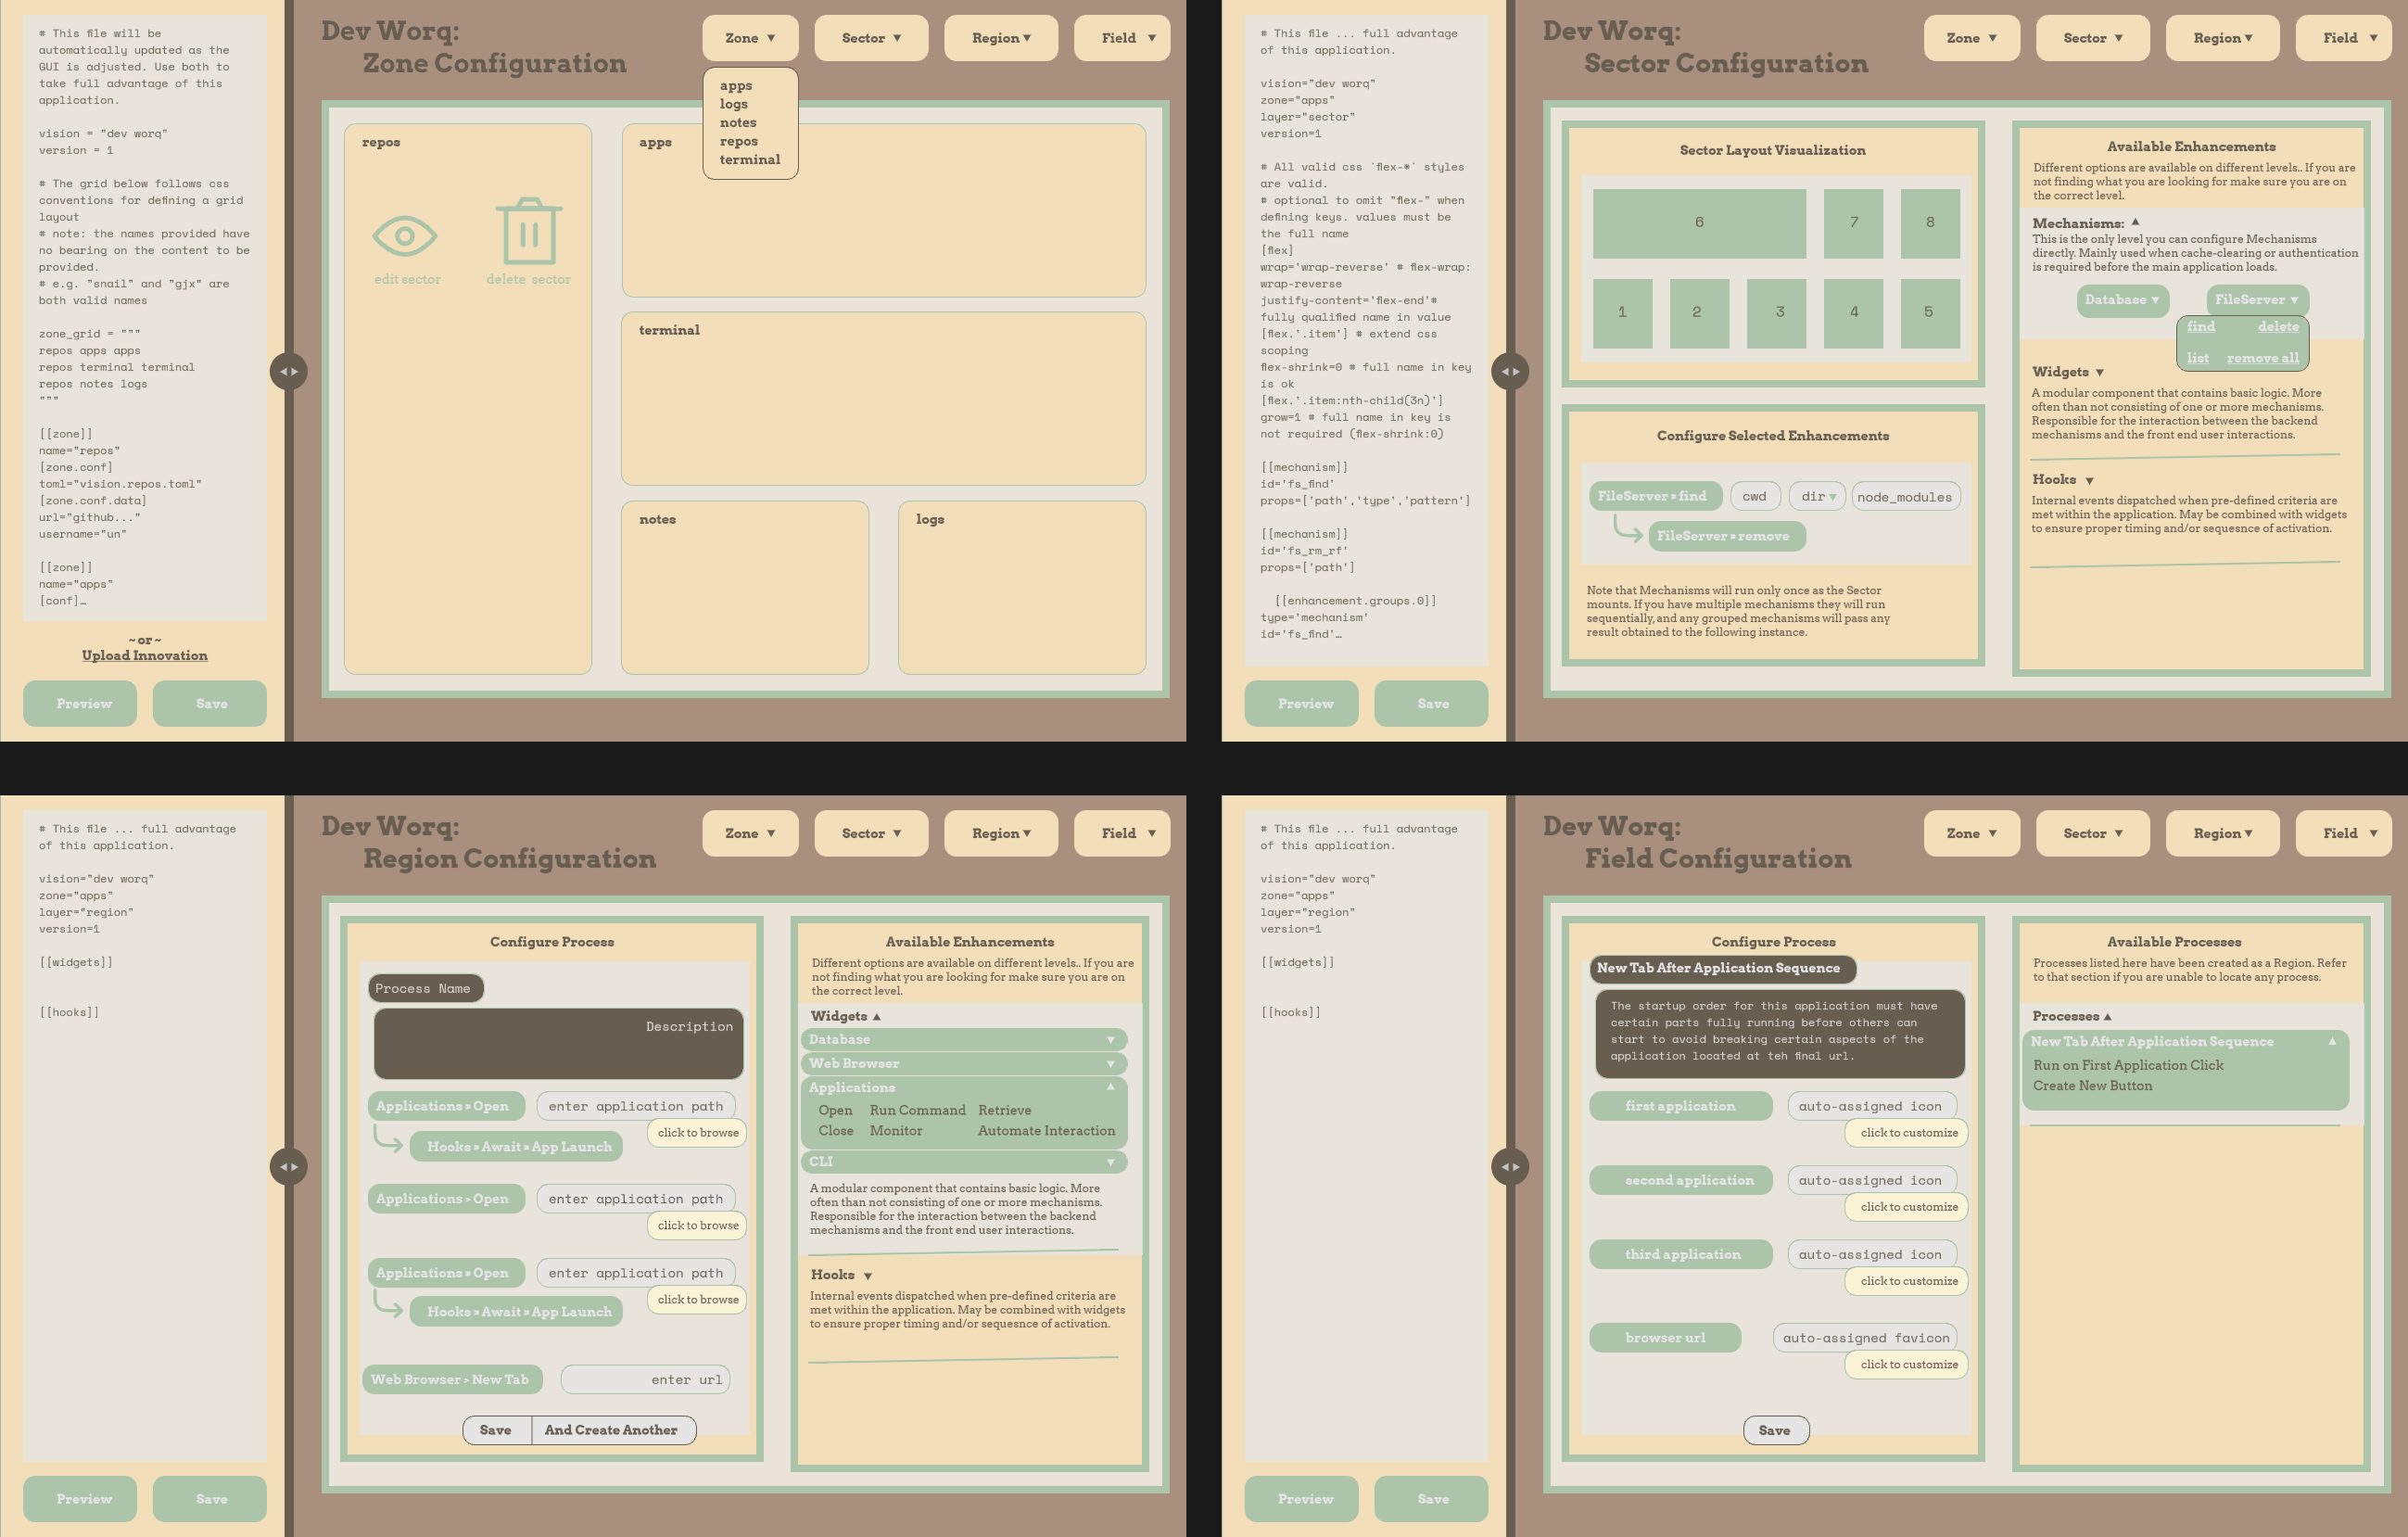 # This file will be
automatically updated as the
GUI is adjusted. Use both to
take full advantage of this
application.
vision = "dev worq"
version = 1
# The grid below follows css
conventions for defining a grid
layout
# note: the names provided have
no bearing on the content to be
provided.
# e.g. "snail" and "gjx" are
both valid names
zone_grid = """
repos apps apps
repos terminal terminal
repos notes logs
"""
[[zone]]
name="repos"
[zone.conf]
toml="vision.repos.toml"
[zone.conf.data]
url="github..."
username="un"
[[zone]]
name="apps"
[conf]…
~ or ~
Upload Innovation
Preview
Save
Dev Worq:
Zone Configuration
Zone ▼
Sector ▼
Region ▼
Field ▼
apps
logs
notes
repos
terminal
repos
edit sector
delete sector
apps
terminal
notes
logs
# This file ... full advantage
of this application.
vision="dev worq"
zone="apps"
layer="sector"
version=1
# All valid css `flex-*` styles
are valid.
# optional to omit "flex-" when
defining keys. values must be
the full name
[flex]
wrap='wrap-reverse' # flex-wrap:
wrap-reverse
justify-content='flex-end'#
fully qualified name in value
[flex.'.item'] # extend css
scoping
flex-shrink=0 # full name in key
is ok
[flex.'.item:nth-child(3n)']
grow=1 # full name in key is
not required (flex-shrink:0)
[[mechanism]]
id='fs_find'
props=['path','type','pattern']
[[mechanism]]
id='fs_rm_rf'
props=['path']
[[enhancement.groups.0]]
type='mechanism'
id='fs_find'…
Preview
Save
Dev Worq:
Sector Configuration
Zone ▼
Sector ▼
Region ▼
Field ▼
Sector Layout Visualization
6
7
8
1
2
3
4
5
Configure Selected Enhancements
FileServer » find
cwd
dir ▼
node_modules
FileServer » remove
Note that Mechanisms will run only once as the Sector
mounts. If you have multiple mechanisms they will run
sequentially, and any grouped mechanisms will pass any
result obtained to the following instance.
Available Enhancements
Different options are available on different levels.. If you are
not finding what you are looking for make sure you are on
the correct level.
Mechanisms: ▲
This is the only level you can configure Mechanisms
directly. Mainly used when cache-clearing or authentication
is required before the main application loads.
Database ▼
FileServer ▼
find
delete
list
remove all
Widgets ▼
A modular component that contains basic logic. More
often than not consisting of one or more mechanisms.
Responsible for the interaction between the backend
mechanisms and the front end user interactions.
Hooks ▼
Internal events dispatched when pre-defined criteria are
met within the application. May be combined with widgets
to ensure proper timing and/or sequesnce of activation.
# This file ... full advantage
of this application.
vision="dev worq"
zone="apps"
layer="region"
version=1
[[widgets]]
[[hooks]]
Preview
Save
Dev Worq:
Region Configuration
Zone ▼
Sector ▼
Region ▼
Field ▼
Configure Process
Process Name
Description
Applications » Open
enter application path
click to browse
Hooks » Await » App Launch
Applications > Open
enter application path
click to browse
Applications » Open
enter application path
click to browse
Hooks » Await » App Launch
Web Browser > New Tab
enter url
Save
And Create Another
Available Enhancements
Different options are available on different levels.. If you are
not finding what you are looking for make sure you are on
the correct level.
Widgets ▲
Database ▼
Web Browser ▼
Applications ▲
Open Run Command Retrieve
Close Monitor Automate Interaction
CLI ▼
A modular component that contains basic logic. More
often than not consisting of one or more mechanisms.
Responsible for the interaction between the backend
mechanisms and the front end user interactions.
Hooks ▼
Internal events dispatched when pre-defined criteria are
met within the application. May be combined with widgets
to ensure proper timing and/or sequesnce of activation.
# This file ... full advantage
of this application.
vision="dev worq"
zone="apps"
layer="region"
version=1
[[widgets]]
[[hooks]]
Preview
Save
Dev Worq:
Field Configuration
Zone ▼
Sector ▼
Region ▼
Field ▼
Configure Process
New Tab After Application Sequence
The startup order for this application must have
certain parts fully running before others can
start to avoid breaking certain aspects of the
application located at teh final url.
first application
auto-assigned icon
click to customize
second application
auto-assigned icon
click to customize
third application
auto-assigned icon
click to customize
browser url
auto-assigned favicon
click to customize
Save
Available Processes
Processes listed here have been created as a Region. Refer
to that section if you are unable to locate any process.
Processes ▲
New Tab After Application Sequence ▲
Run on First Application Click
Create New Button